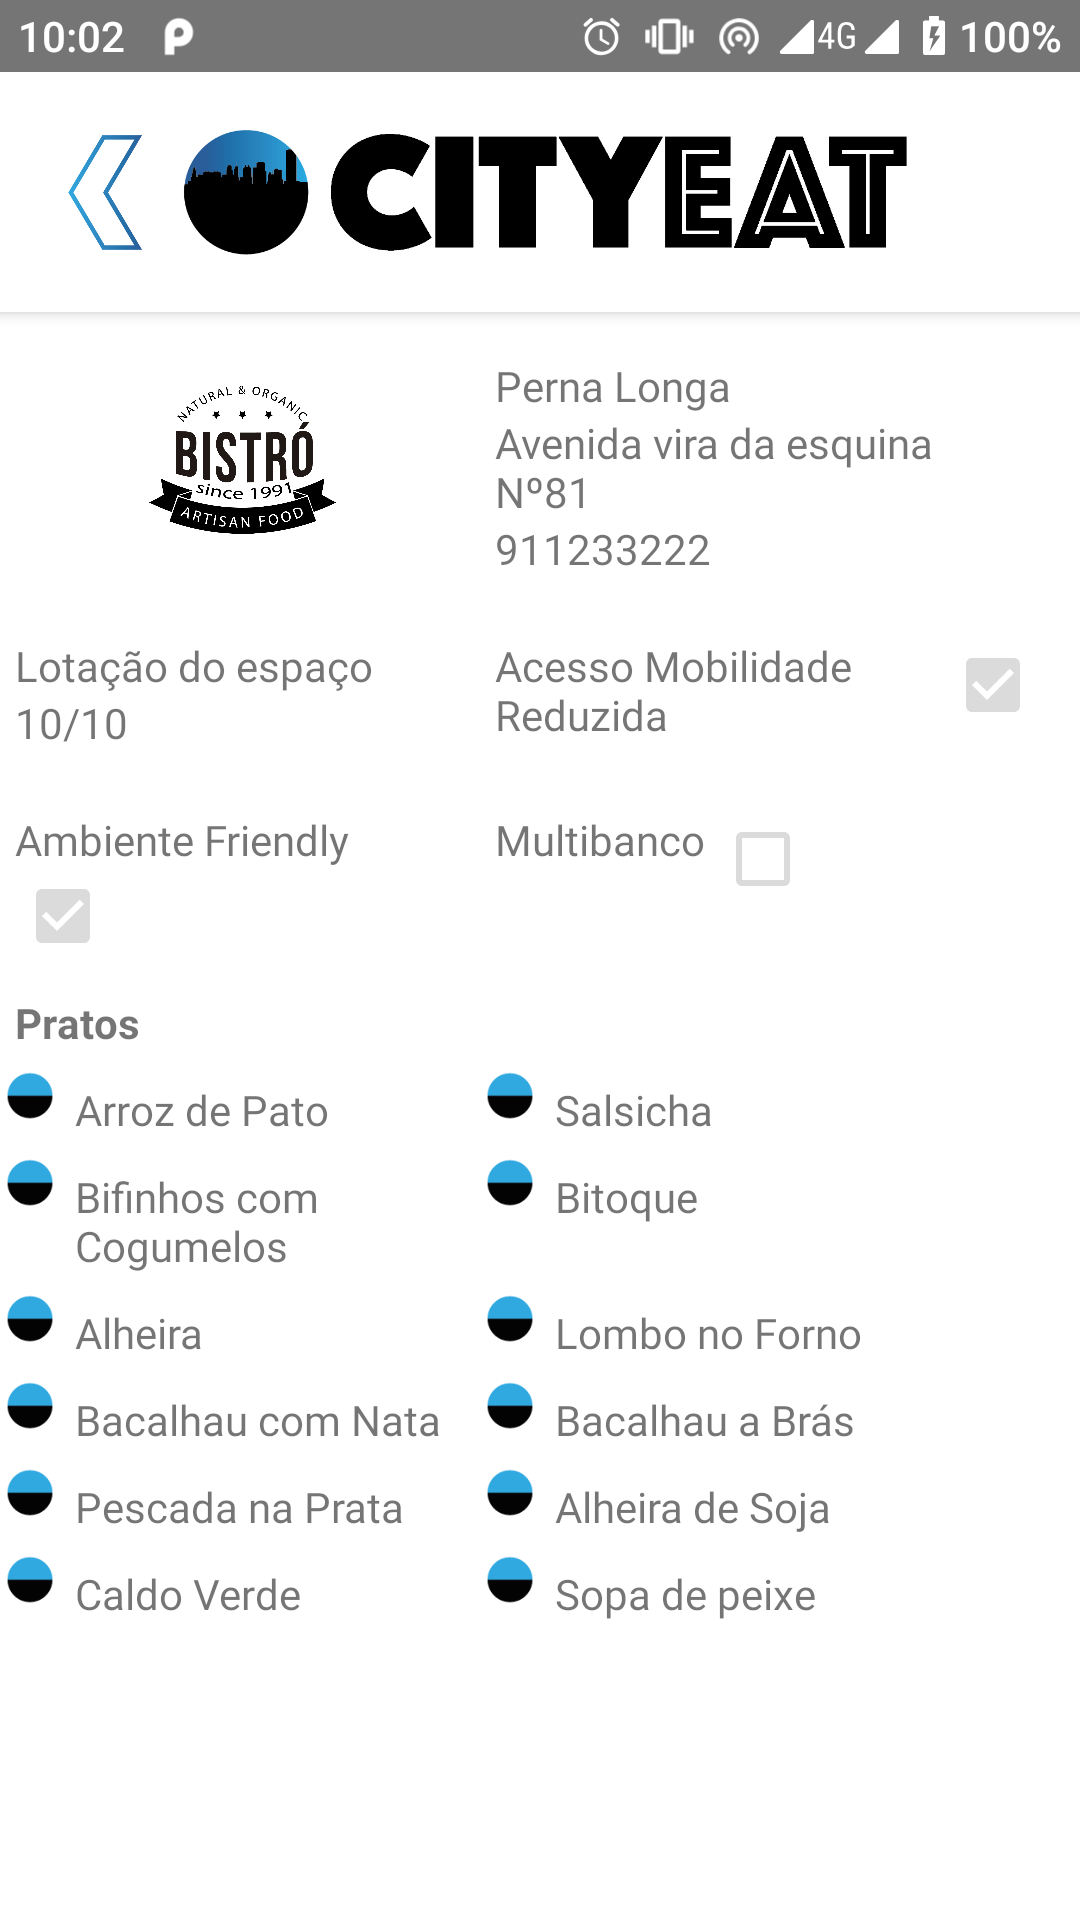 10:02 4G 100%
CITYEAT
NATURAL & ORGANIC
BISTRÓ
since 1991
ARTISAN FOOD
Perna Longa
Avenida vira da esquina
Nº81
911233222
Lotação do espaço
10/10
Acesso Mobilidade
Reduzida
Ambiente Friendly
Multibanco
Pratos
Arroz de Pato
Salsicha
Bifinhos com
Cogumelos
Bitoque
Alheira
Lombo no Forno
Bacalhau com Nata
Bacalhau a Brás
Pescada na Prata
Alheira de Soja
Caldo Verde
Sopa de peixe